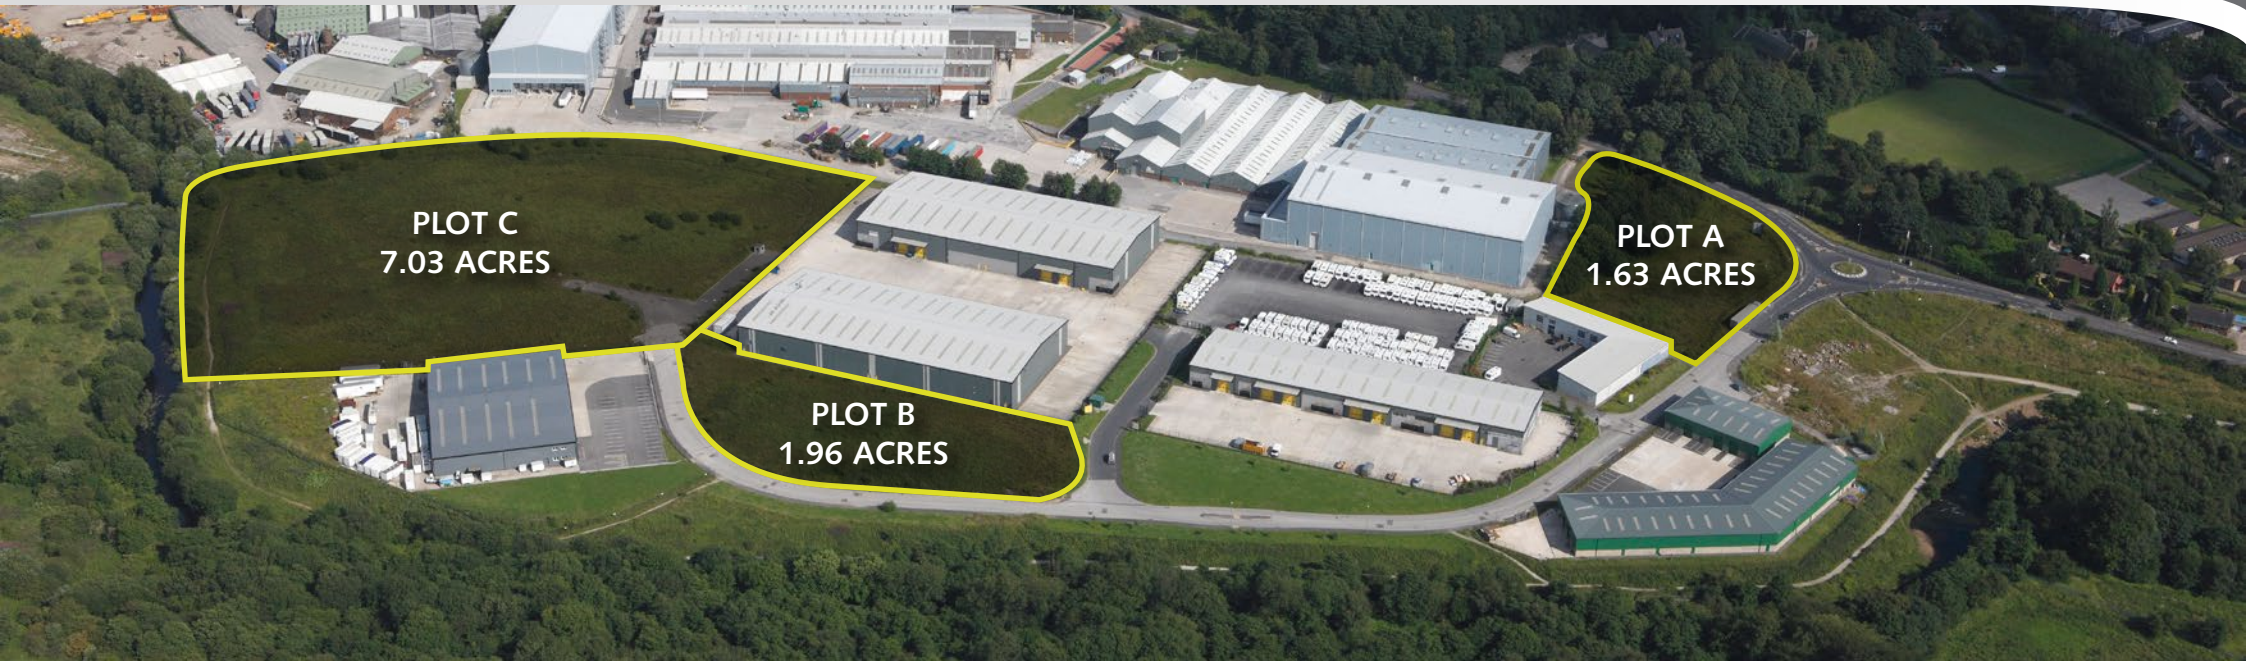 PLOT C
7.03 ACRES
PLOT B
1.96 ACRES
PLOT A
1.63 ACRES